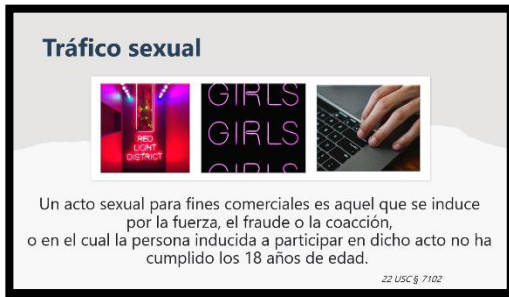 Tráfico sexual
RED
LIGHT
DISTRICT
GIRLS
GIRLS
GIRLS
Un acto sexual para fines comerciales es aquel que se induce
por la fuerza, el fraude o la coacción,
o en el cual la persona inducida a participar en dicho acto no ha
cumplido los 18 años de edad.
22 USC § 7102